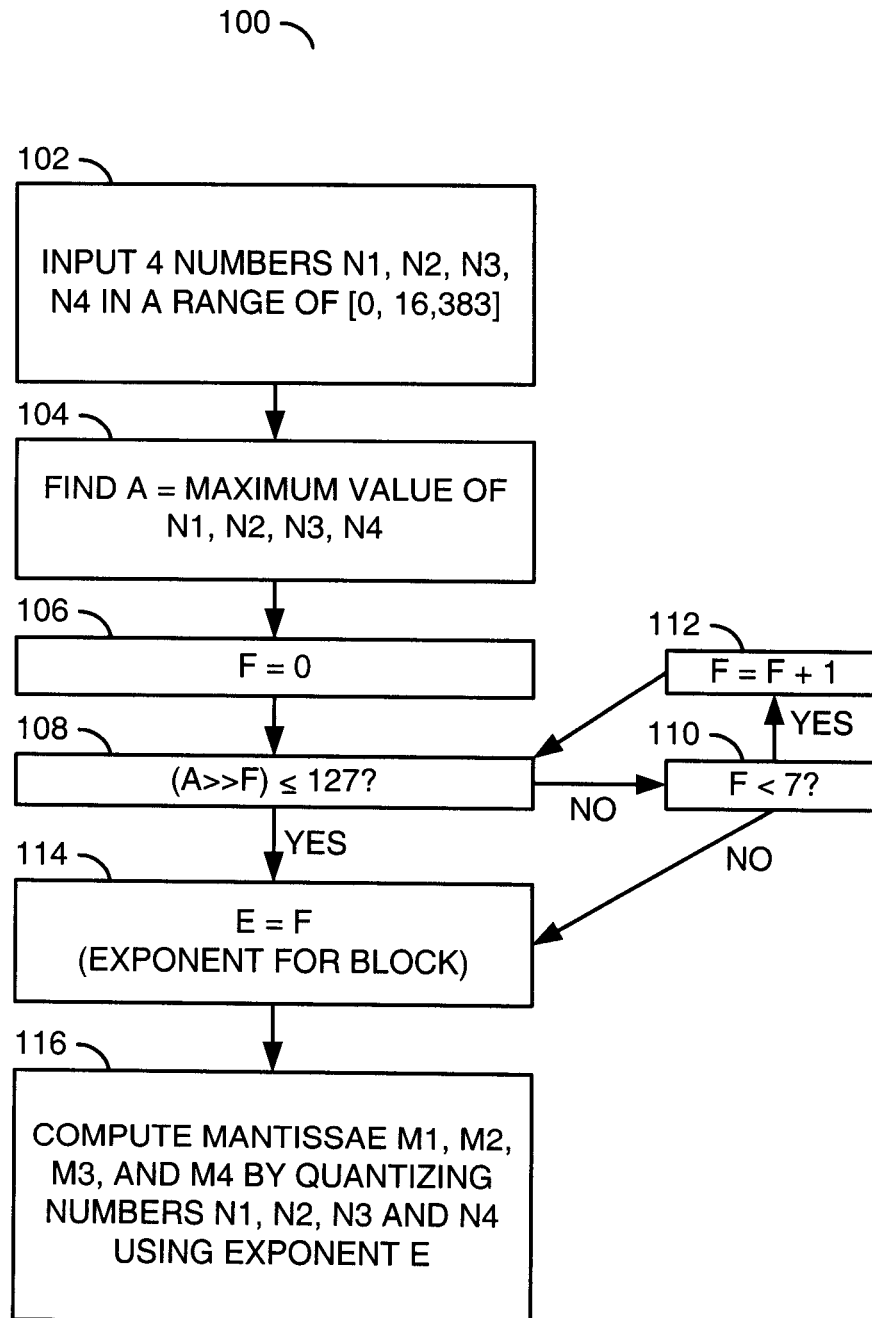 100
102
INPUT 4 NUMBERS N1, N2, N3,
N4 IN A RANGE OF [0, 16,383]
104
FIND A = MAXIMUM VALUE OF
N1, N2, N3, N4
106
F = 0
112
F = F + 1
108
(A>>F) ≤ 127?
NO
110
YES
F < 7?
YES
NO
114
E = F
(EXPONENT FOR BLOCK)
116
COMPUTE MANTISSAE M1, M2,
M3, AND M4 BY QUANTIZING
NUMBERS N1, N2, N3 AND N4
USING EXPONENT E